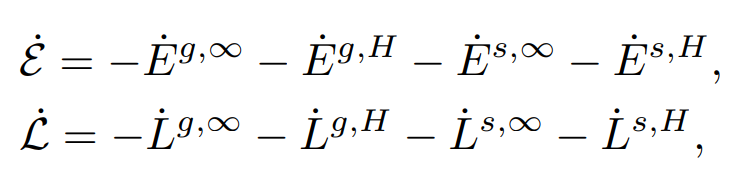 $\dot{\mathcal{E}} = -\dot{E}^{g,\infty} - \dot{E}^{g,H} - \dot{E}^{s,\infty} - \dot{E}^{s,H},$
$\dot{\mathcal{L}} = -\dot{L}^{g,\infty} - \dot{L}^{g,H} - \dot{L}^{s,\infty} - \dot{L}^{s,H},$